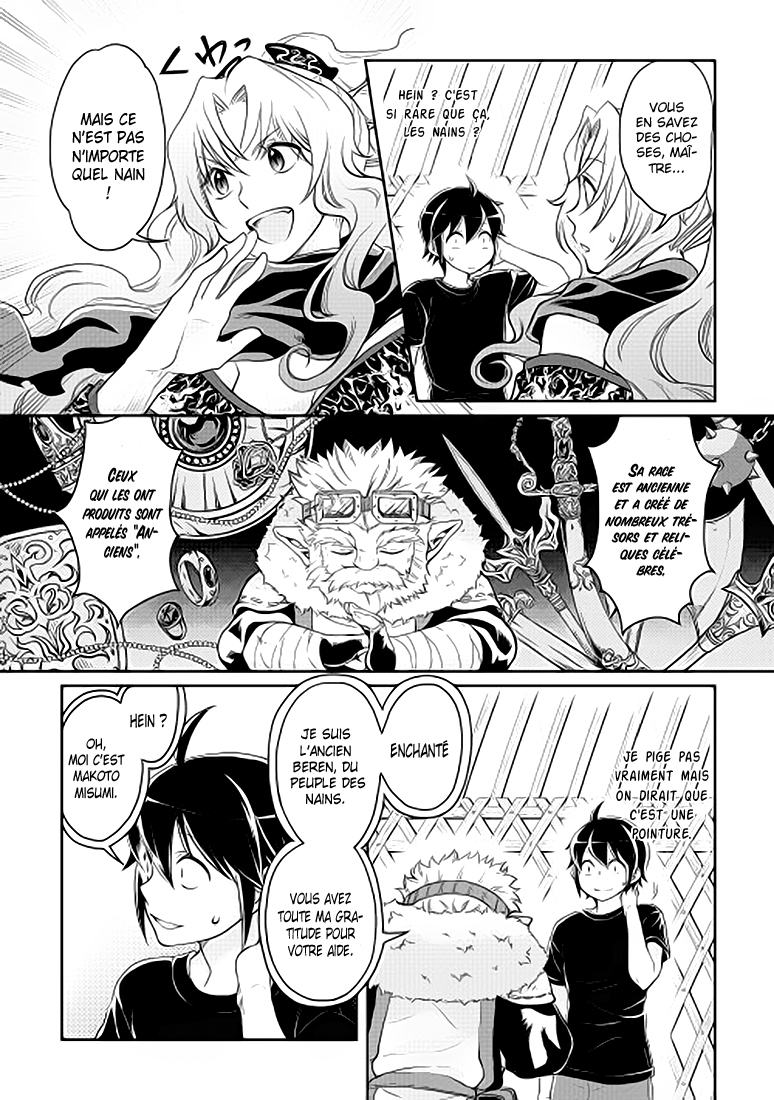 VOUS
EN SAVEZ
DES CHO-
SES, MAÎ-
TRE...
HEIN ? C'EST
SI RARE QUE ÇA,
LES NAINS ?
くわっ
MAIS CE
N'EST PAS
N'IMPORTE
QUEL NAIN
!
SA RACE
EST ANCIENNE
ET A CRÉÉ DE
NOMBREUX TRÉ-
SORS ET RELI-
QUES CÉLÈ-
BRES.
CEUX
QUI LES ONT
PRODUITS SONT
APPELÉS "AN-
CIENS".
JE PIGE PAS
VRAIMENT MAIS
ON DIRAIT QUE
C'EST UNE
POINTURE.
ENCHANTÉ
JE SUIS
L'ANCIEN
BEREN, DU
PEUPLE DES
NAINS.
VOUS AVEZ
TOUTE MA GRA-
TITUDE POUR
VOTRE AIDE.
HEIN ?
OH,
MOI C'EST
MAKOTO
MISUMI.